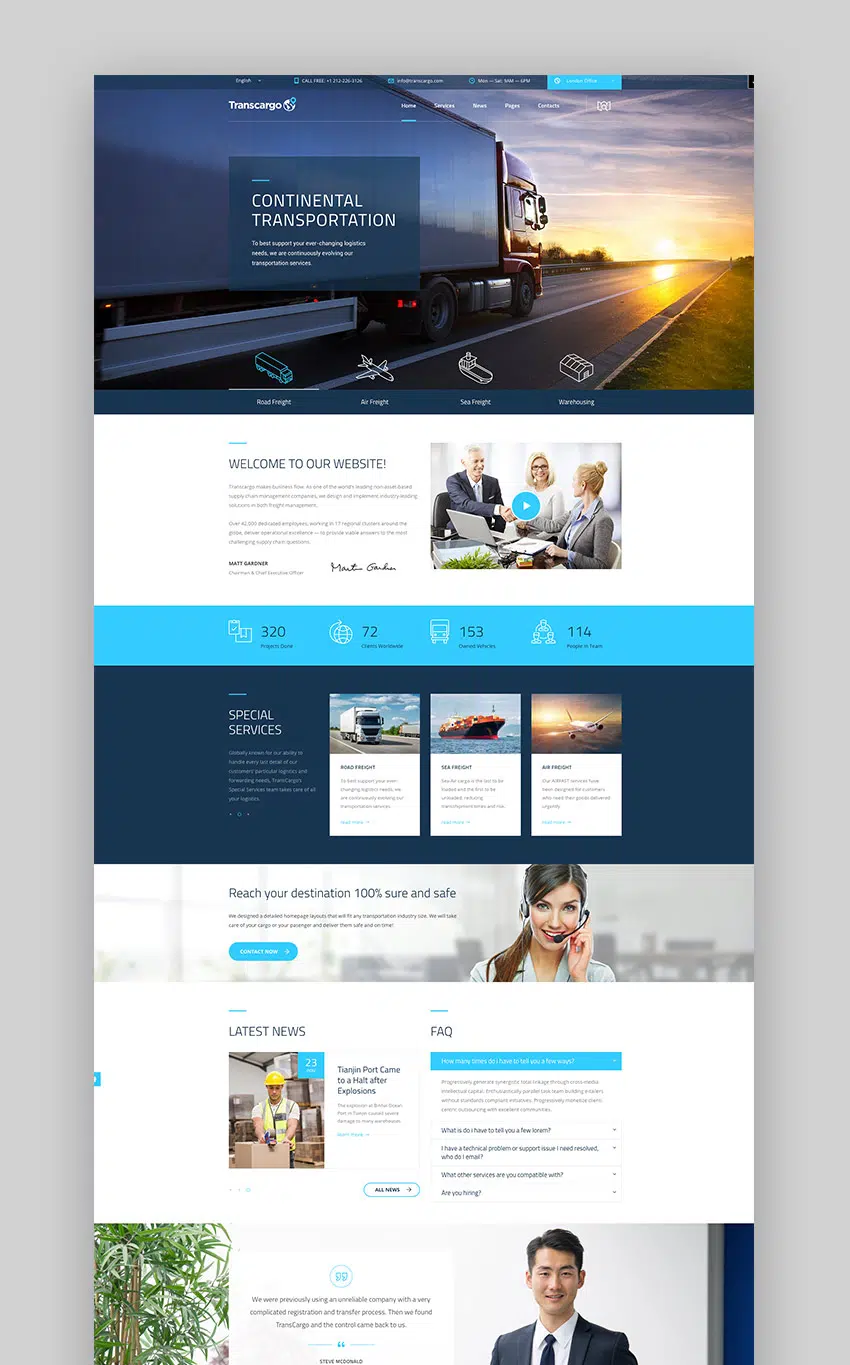 English
CALL FREE: +1 212-226-3126
info@transcargo.com
Mon — Sat: 9AM — 6PM
London Office
Transcargo
Home
Services
News
Pages
Contacts
CONTINENTAL
TRANSPORTATION
To best support your ever-changing logistics
needs, we are continuously evolving our
transportation services.
Road Freight
Air Freight
Sea Freight
Warehousing
WELCOME TO OUR WEBSITE!
Transcargo makes business flow. As one of the world's leading non-asset-based
supply chain management companies, we design and implement industry-leading
solutions in both freight management.
Over 42,000 dedicated employees, working in 17 regional clusters around the
globe, deliver operational excellence — to provide viable answers to the most
challenging supply chain questions.
MATT GARDNER
Chairman & Chief Executive Officer
Martin Gardner
320
Projects Done
72
Clients Worldwide
153
Owned Vehicles
114
People In Team
SPECIAL
SERVICES
Globally known for our ability to
handle every last detail of our
customers' particular logistics and
forwarding needs, TransCargo's
Special Services team takes care of all
your logistics.
ROAD FREIGHT
To best support your ever-
changing logistics needs, we
are continuously evolving our
transportation services.
read more
SEA FREIGHT
Sea-Air cargo is the last to be
loaded and the first to be
unloaded, reducing
transshipment times and risk.
read more
AIR FREIGHT
Our AIRFAST services have
been designed for customers
who need their goods delivered
urgently.
read more
Reach your destination 100% sure and safe
We designed a detailed homepage layouts that will fit any transportation industry size. We will take
care of your cargo or your pasenger and deliver them safe and on time!
CONTACT NOW
LATEST NEWS
23
Tianjin Port Came
to a Halt after
Explosions
The explosion at Binhai Ocean
Port in Tianjin caused severe
damage to many warehouses.
learn more
ALL NEWS
FAQ
How many times do i have to tell you a few ways?
Progressively generate synergistic total linkage through cross-media
intellectual capital. Enthusiastically parallel task team building e-tailers
without standards compliant initiatives. Progressively monetize client-
centric outsourcing with excellent communities.
What is do i have to tell you a few lorem?
I have a technical problem or support issue I need resolved,
who do I email?
What other services are you compatible with?
Are you hiring?
We were previously using an unreliable company with a very
complicated registration and transfer process. Then we found
TransCargo and the control came back to us.
STEVE MCDONALD